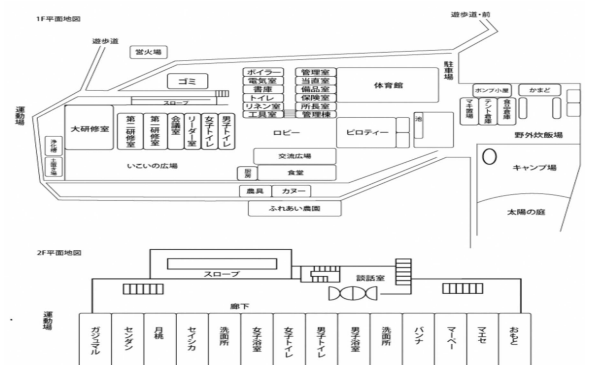 1F平面地図
遊歩道・前
遊歩道
営火場
ゴミ
スロープ
ボイラー
電気室
書庫
トイレ
リネン室
工具室
管理室
当直室
備品室
保険室
所長室
管理棟
体育館
駐車場
ポンプ小屋
かまど
マキ置場
テント倉庫
食品倉庫
野外炊飯場
運動場
大研修室
第二研修室
第一研修室
会議室
リーダー室
女子トイレ
男子トイレ
ロビー
ピロティー
池
いこいの広場
交流広場
厨房
食堂
キャンプ場
農具
カヌー
ふれあい農園
太陽の庭
2F平面地図
スロープ
談話室
廊下
運動場
ガジュマル
センダン
月桃
セイシカ
洗面所
女子浴室
女子トイレ
男子トイレ
男子浴室
洗面所
バンナ
マーペー
マエセ
おもと